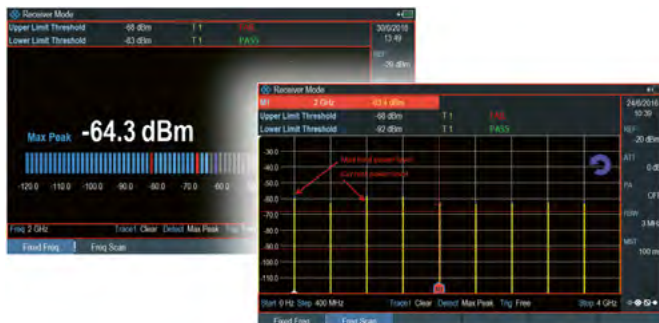 Receiver Mode
Upper Limit Threshold -66 dBm T 1 FAIL
Lower Limit Threshold -83 dBm T 1 PASS
30/6/2016
13:49
REF
-20 dBm
Max Peak -64.3 dBm
-120.0 -110.0 -100.0 -90.0 -80.0 -70.0 -60.0
Freq 2 GHz Trace1 Clear Detect Max Peak Trig
Fixed Freq Freq Scan
Receiver Mode
M1 2 GHz
Upper Limit Threshold -66 dBm T 1 FAIL
Lower Limit Threshold -92 dBm T 1 PASS
24/6/2016
10:39
REF
-20 dBm
ATT
0 dB
PA
OFF
RBW
3 MHz
MST
100 ms
-30.0
-40.0
-50.0
-60.0
-70.0
-80.0
-90.0
-100.0
-110.0
Max hold power level
Current power level
M1
Start 0 Hz Step 400 MHz Trace1 Clear Detect Max Peak Trig Free Stop 4 GHz
Fixed Freq Freq Scan